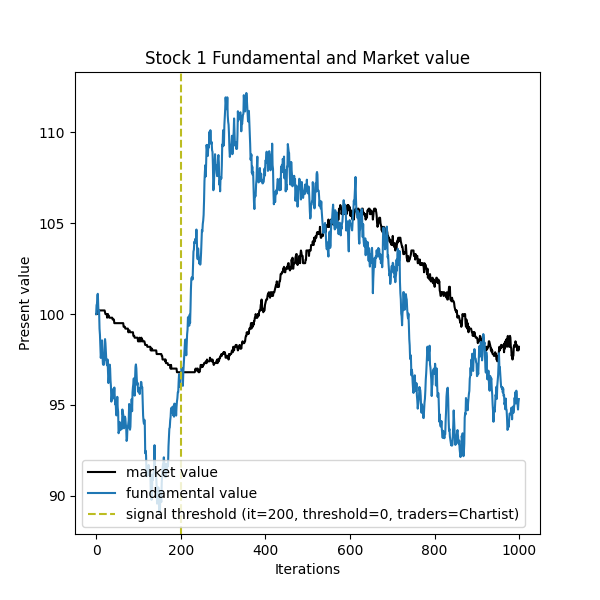 Stock 1 Fundamental and Market value
Present value
110
105
100
95
90
market value
fundamental value
signal threshold (it=200, threshold=0, traders=Chartist)
0 200 400 600 800 1000
Iterations